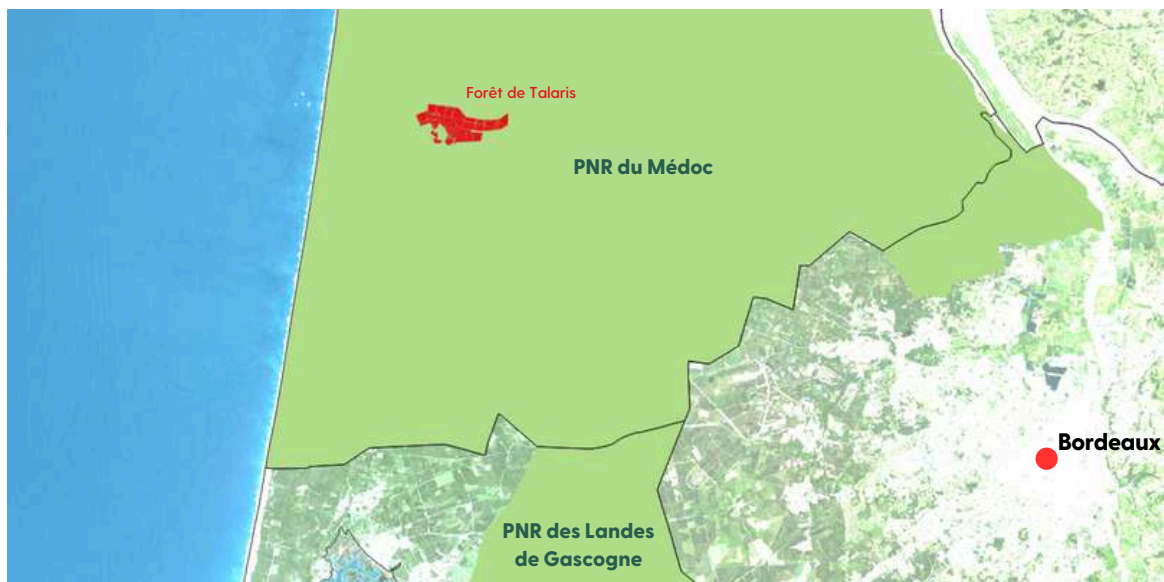 Forêt de Talaris
PNR du Médoc
Bordeaux
PNR des Landes
de Gascogne